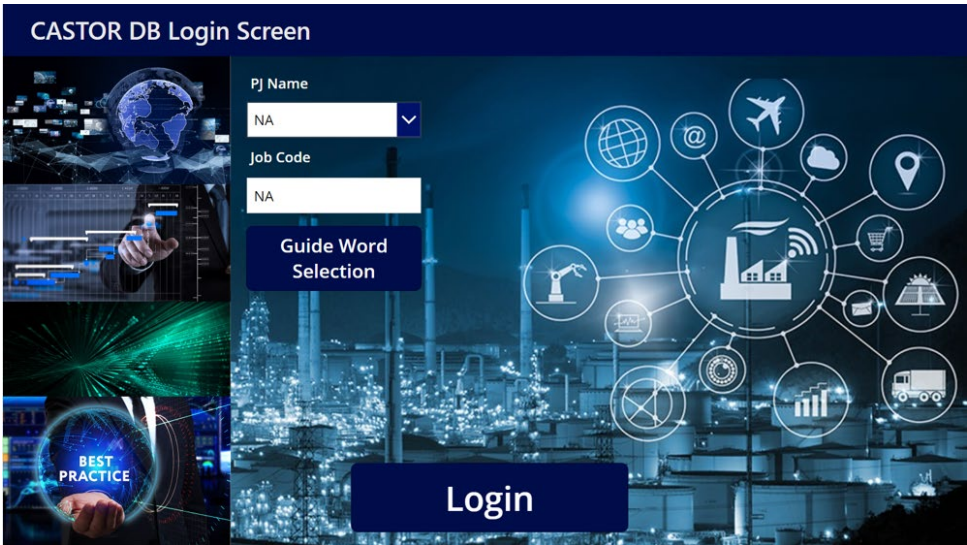 CASTOR DB Login Screen
PJ Name
NA
Job Code
NA
Guide Word
Selection
@
BEST
PRACTICE
Login